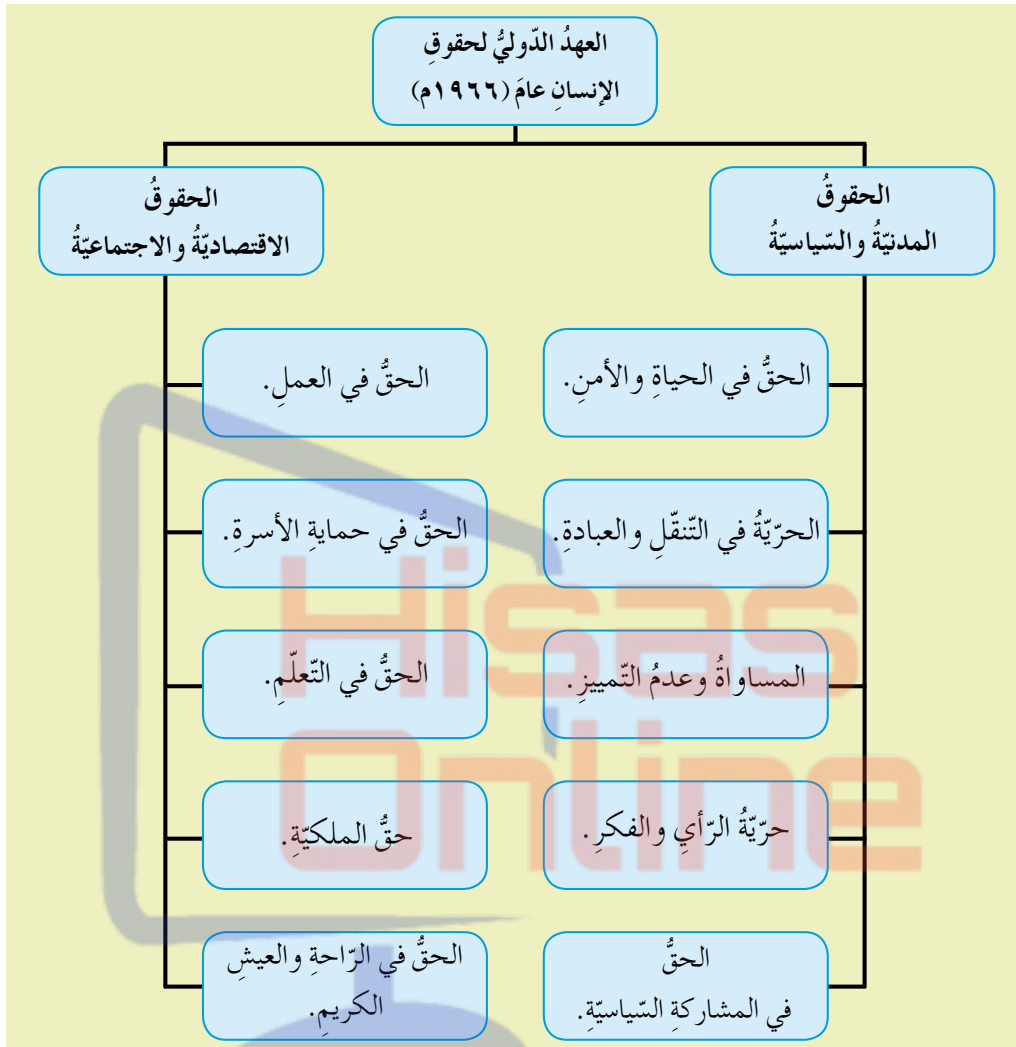 العهدُ الدّوليُّ لحقوقِ
الإنسانِ عامَ (١٩٦٦م)
الحقوقُ
المدنيّةُ والسّياسيّةُ
الحقُّ في الحياةِ والأمنِ.
الحرّيّةُ في التّنقّلِ والعبادةِ.
المساواةُ وعدمُ التّمييزِ.
حرّيّةُ الرّأيِ والفكرِ.
الحقُّ
في المشاركةِ السّياسيّةِ.
الحقوقُ
الاقتصاديّةُ والاجتماعيّةُ
الحقُّ في العملِ.
الحقُّ في حمايةِ الأسرةِ.
الحقُّ في التّعلّمِ.
حقُّ الملكيّةِ.
الحقُّ في الرّاحةِ والعيشِ
الكريمِ.
Hisas
Online